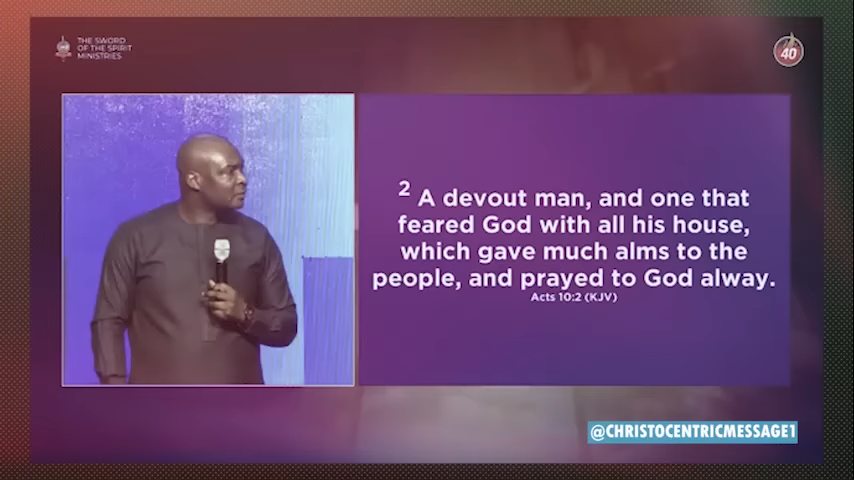 THE SWORD
OF THE SPIRIT
MINISTRIES
40
2 A devout man, and one that
feared God with all his house,
which gave much alms to the
people, and prayed to God alway.
Acts 10:2 (KJV)
@CHRISTOCENTRICMESSAGE1